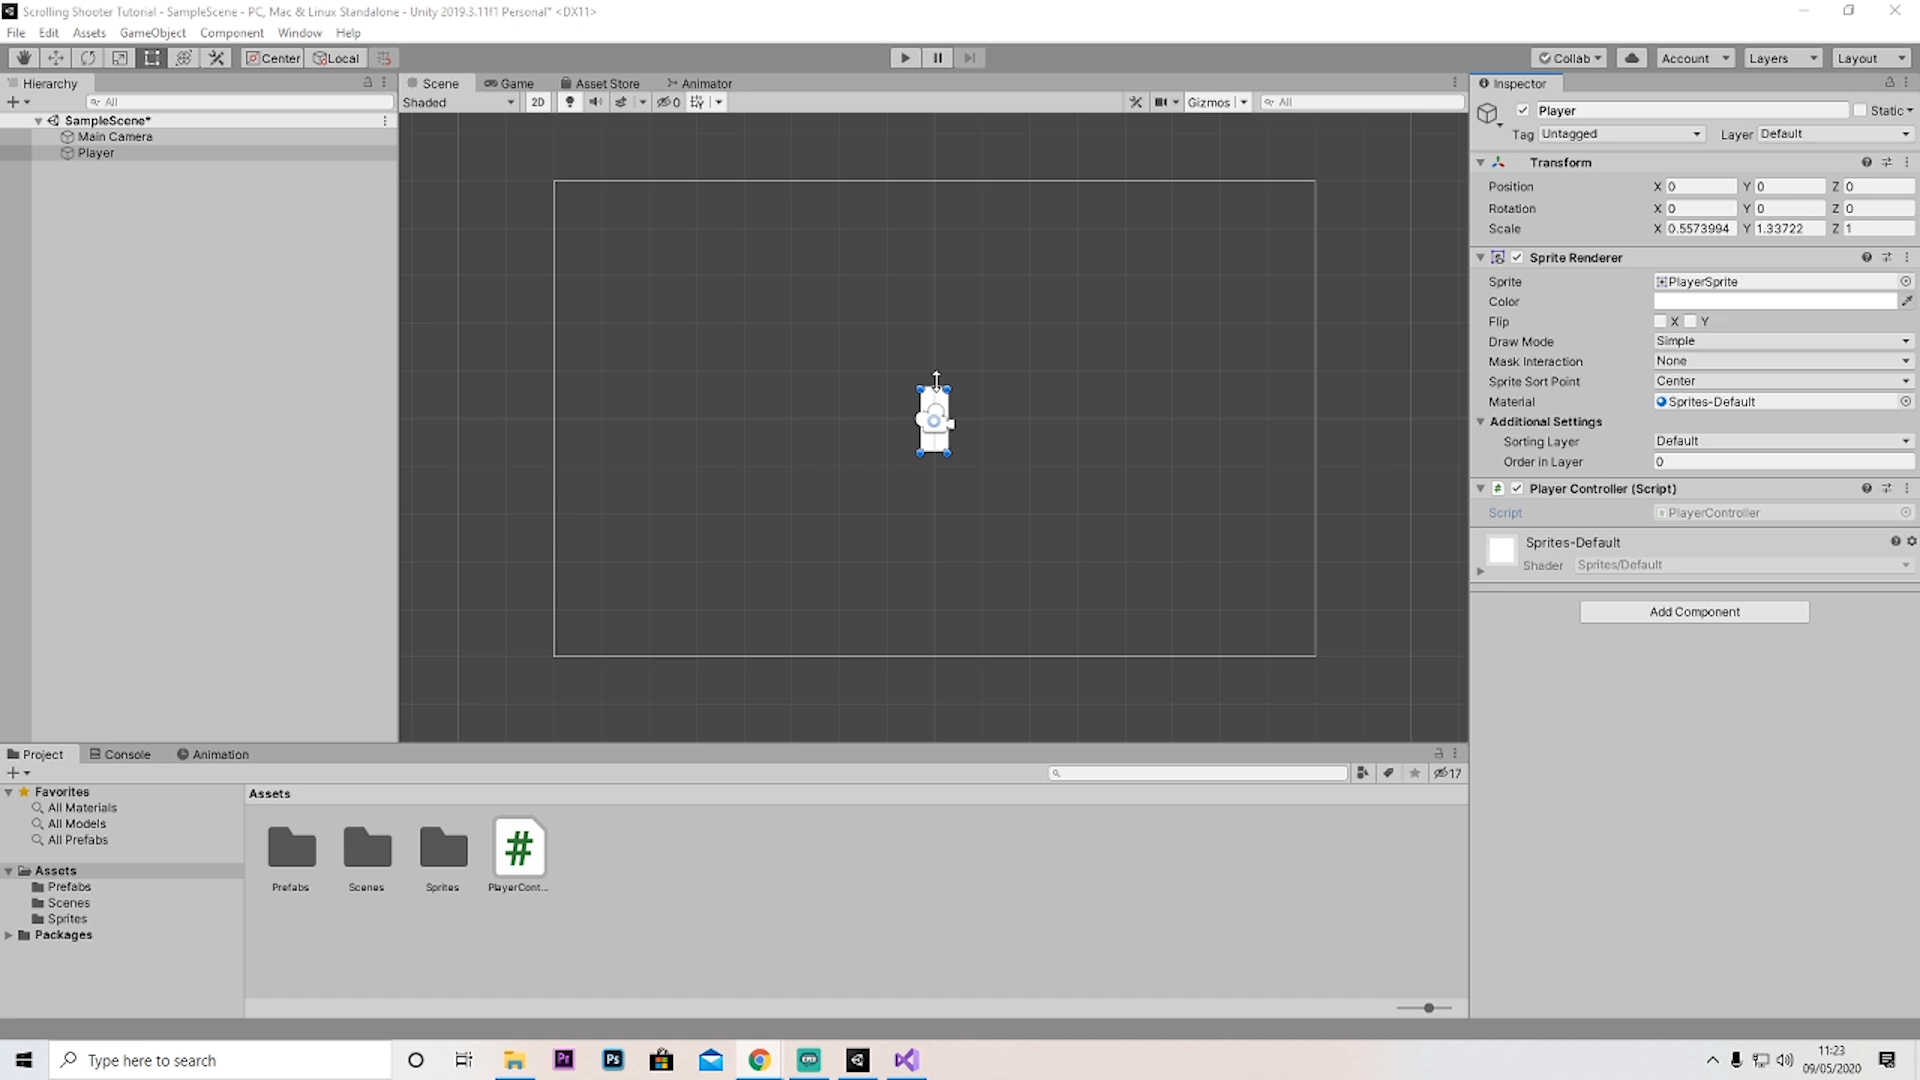 Scrolling Shooter Tutorial - SampleScene - PC, Mac & Linux Standalone - Unity 2019.3.11f1 Personal* <DX11>
File Edit Assets GameObject Component Window Help
Center Local Collab Account Layers Layout
Hierarchy
All
SampleScene*
Main Camera
Player
Scene Game Asset Store Animator
Shaded 2D 0 Gizmos All
Inspector
Player Static
Tag Untagged Layer Default
Transform
Position X 0 Y 0 Z 0
Rotation X 0 Y 0 Z 0
Scale X 0.5573994 Y 1.33722 Z 1
Sprite Renderer
Sprite PlayerSprite
Color
Flip X Y
Draw Mode Simple
Mask Interaction None
Sprite Sort Point Center
Material Sprites-Default
Additional Settings
Sorting Layer Default
Order in Layer 0
# Player Controller (Script)
Script PlayerController
Sprites-Default
Shader Sprites/Default
Add Component
Project Console Animation
17
Favorites
All Materials
All Models
All Prefabs
Assets
Prefabs
Scenes
Sprites
Packages
Assets
#
Prefabs Scenes Sprites PlayerCont...
Type here to search
Pr Ps
11:23
09/05/2020